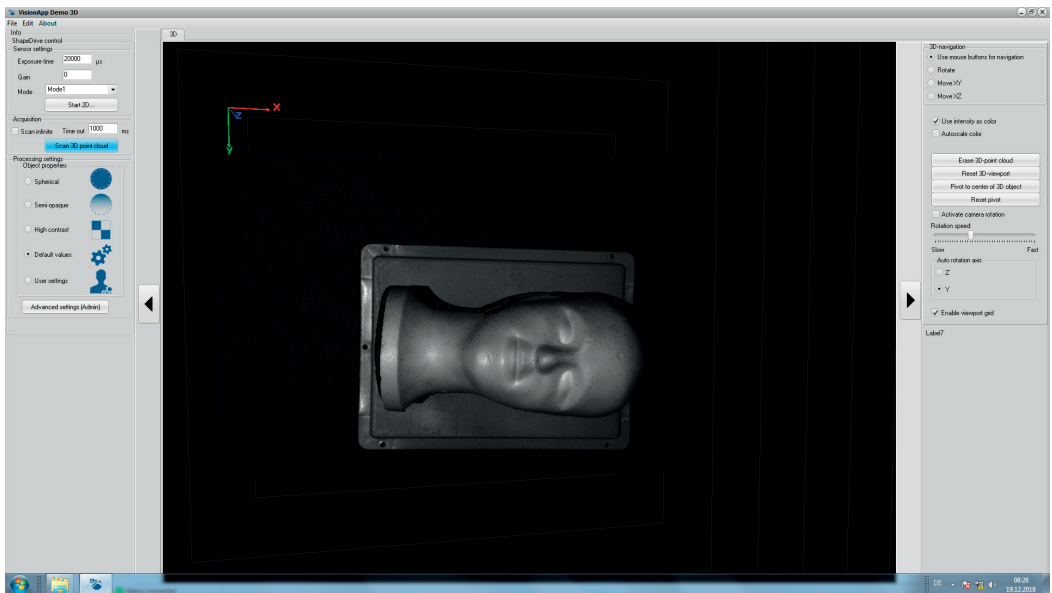 VisionApp Demo 3D
File Edit About
Info
ShapeDrive control
Sensor settings
Exposure time 20000 µs
Gain 0
Mode Mode1
Start 2D...
Acquisition
Scan infinite Time out 1000 ms
Scan 3D point cloud
Processing settings
Object properties
Spherical
Semi-opaque
High contrast
Default values
User settings
Advanced settings (Admin)
3D
X
Z
y
3D-navigation
Use mouse buttons for navigation
Rotate
Move XY
Move XZ
Use intensity as color
Autoscale color
Erase 3D-point cloud
Reset 3D-viewport
Pivot to center of 3D object
Reset pivot
Activate camera rotation
Rotation speed
Slow Fast
Auto rotation axis
Z
Y
Enable viewport grid
Label7
DE
08:28
19.12.2018